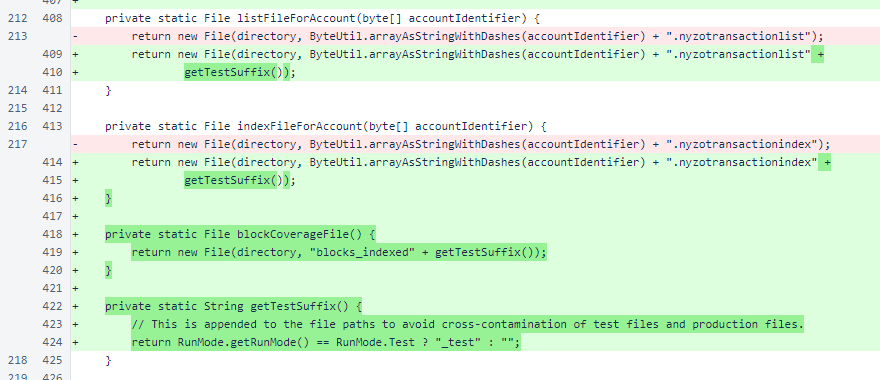 407 +
212 408 private static File listFileForAccount(byte[] accountIdentifier) {
213 - return new File(directory, ByteUtil.arrayAsStringWithDashes(accountIdentifier) + ".nyzotransactionlist");
409 + return new File(directory, ByteUtil.arrayAsStringWithDashes(accountIdentifier) + ".nyzotransactionlist" +
410 + getTestSuffix());
214 411 }
215 412
216 413 private static File indexFileForAccount(byte[] accountIdentifier) {
217 - return new File(directory, ByteUtil.arrayAsStringWithDashes(accountIdentifier) + ".nyzotransactionindex");
414 + return new File(directory, ByteUtil.arrayAsStringWithDashes(accountIdentifier) + ".nyzotransactionindex" +
415 + getTestSuffix());
416 + }
417 +
418 + private static File blockCoverageFile() {
419 + return new File(directory, "blocks_indexed" + getTestSuffix());
420 + }
421 +
422 + private static String getTestSuffix() {
423 + // This is appended to the file paths to avoid cross-contamination of test files and production files.
424 + return RunMode.getRunMode() == RunMode.Test ? "_test" : "";
218 425 }
219 426